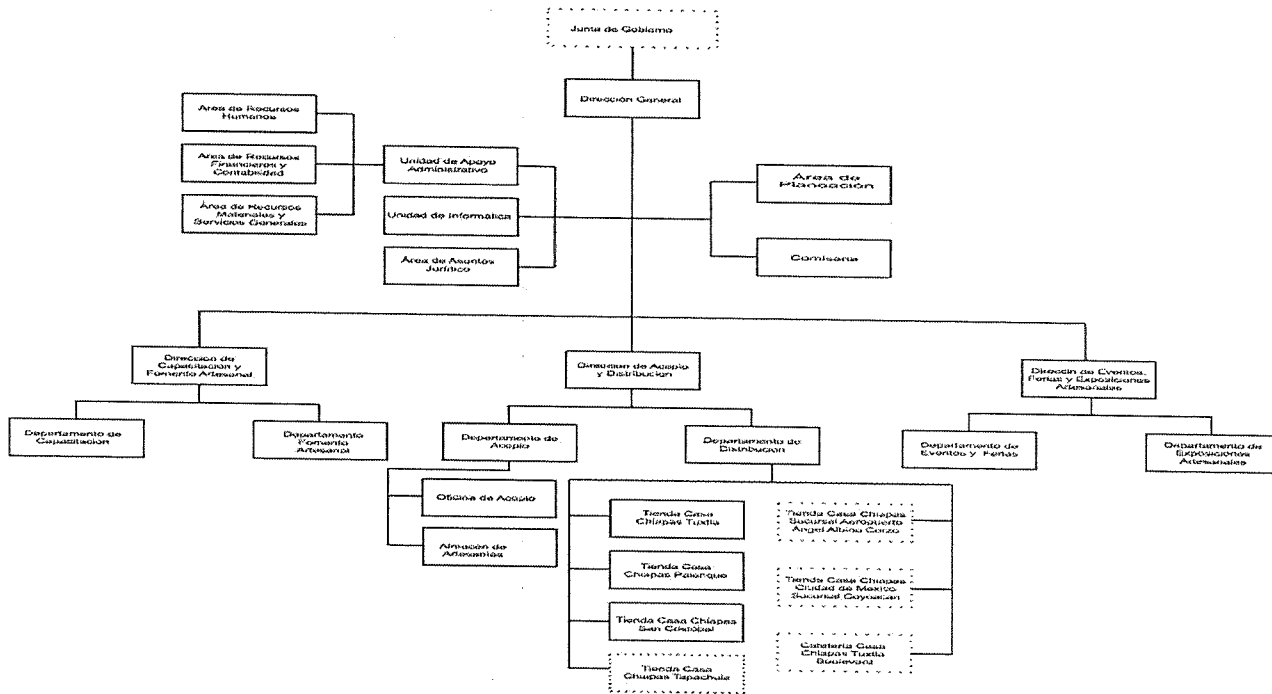 Junta de Gobierno
Dirección General
Área de Recursos
Humanos
Área de Recursos
Financieros y
Contabilidad
Área de Recursos
Materiales y
Servicios Generales
Unidad de Apoyo
Administrativo
Unidad de Informática
Área de Asuntos
Jurídico
Área de
Planeación
Comisaría
Dirección de
Capacitación y
Fomento Artesanal
Dirección de Acopio
y Distribución
Direccin de Eventos,
Ferias y Exposiciones
Artesanales
Departamento de
Capacitación
Departamento
Fomento
Artesanal
Departamento de
Acopio
Departamento de
Distribución
Departamento de
Eventos y Ferias
Departamento de
Exposiciones
Artesanales
Oficina de Acopio
Almacén de
Artesanías
Tienda Casa
Chiapas Tuxtla
Tienda Casa
Chiapas Palenque
Tienda Casa Chiapas
San Cristóbal
Tienda Casa
Chiapas Tapachula
Tienda Casa Chiapas
Sucursal Aeropuerto
Ángel Albino Corzo
Tienda Casa Chiapas
Ciudad de México
Sucursal Coyoacán
Cafetería Casa
Chiapas Tuxtla
Boulevard